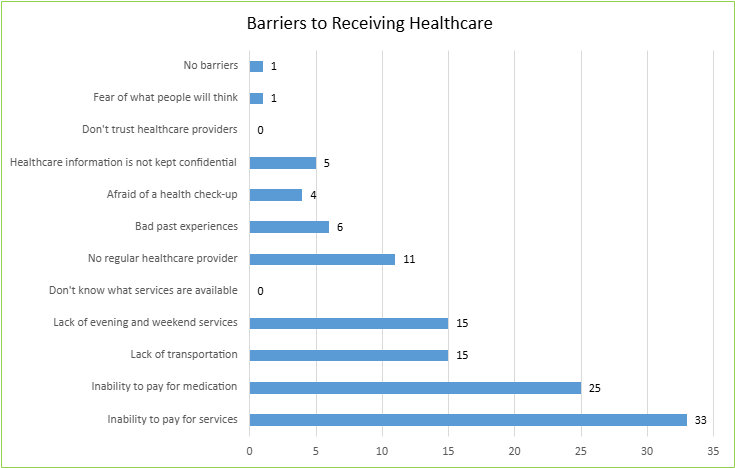 Barriers to Receiving Healthcare
No barriers 1
Fear of what people will think 1
Don't trust healthcare providers 0
Healthcare information is not kept confidential 5
Afraid of a health check-up 4
Bad past experiences 6
No regular healthcare provider 11
Don't know what services are available 0
Lack of evening and weekend services 15
Lack of transportation 15
Inability to pay for medication 25
Inability to pay for services 33
0 5 10 15 20 25 30 35